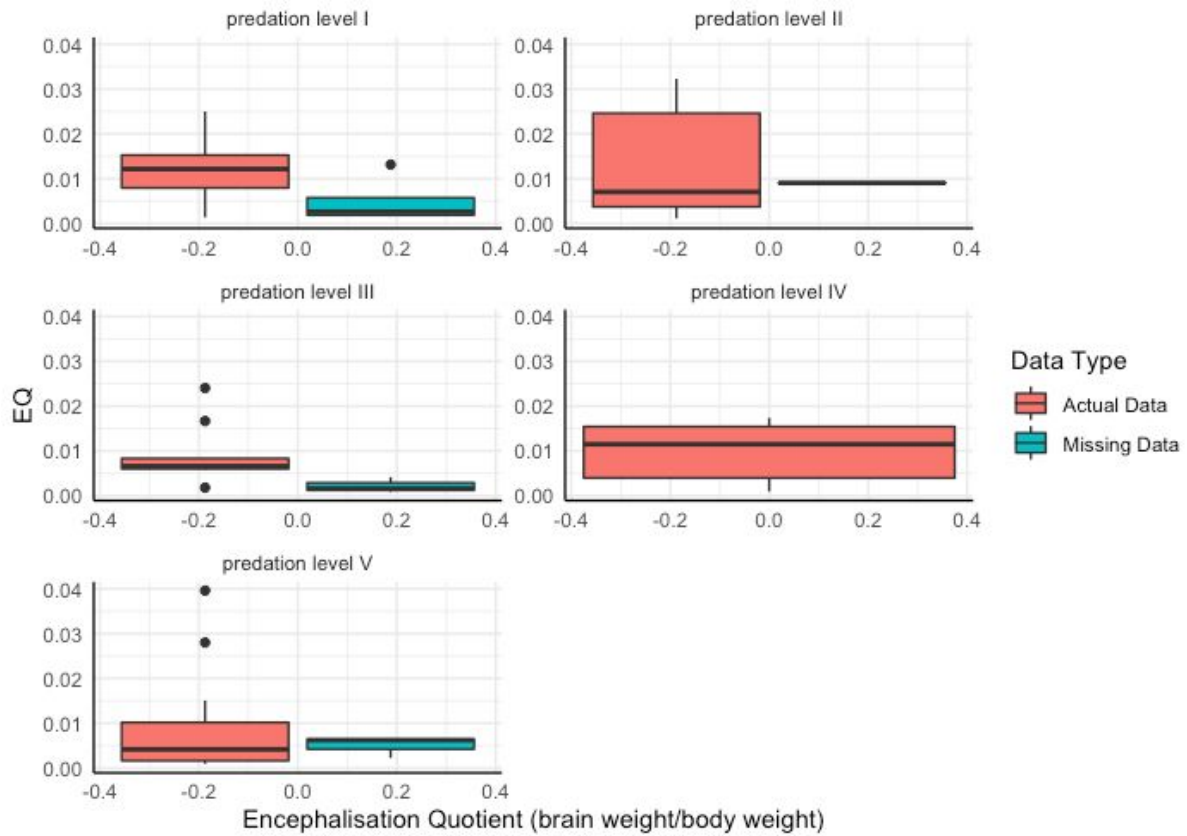 predation level I
predation level II
0.04
0.03
0.02
0.01
0.00
-0.4 -0.2 0.0 0.2 0.4
0.04
0.03
0.02
0.01
0.00
-0.4 -0.2 0.0 0.2 0.4
predation level III
predation level IV
0.04
0.03
0.02
0.01
0.00
-0.4 -0.2 0.0 0.2 0.4
0.04
0.03
0.02
0.01
0.00
-0.4 -0.2 0.0 0.2 0.4
EQ
predation level V
0.04
0.03
0.02
0.01
0.00
-0.4 -0.2 0.0 0.2 0.4
Encephalisation Quotient (brain weight/body weight)
Data Type
Actual Data
Missing Data